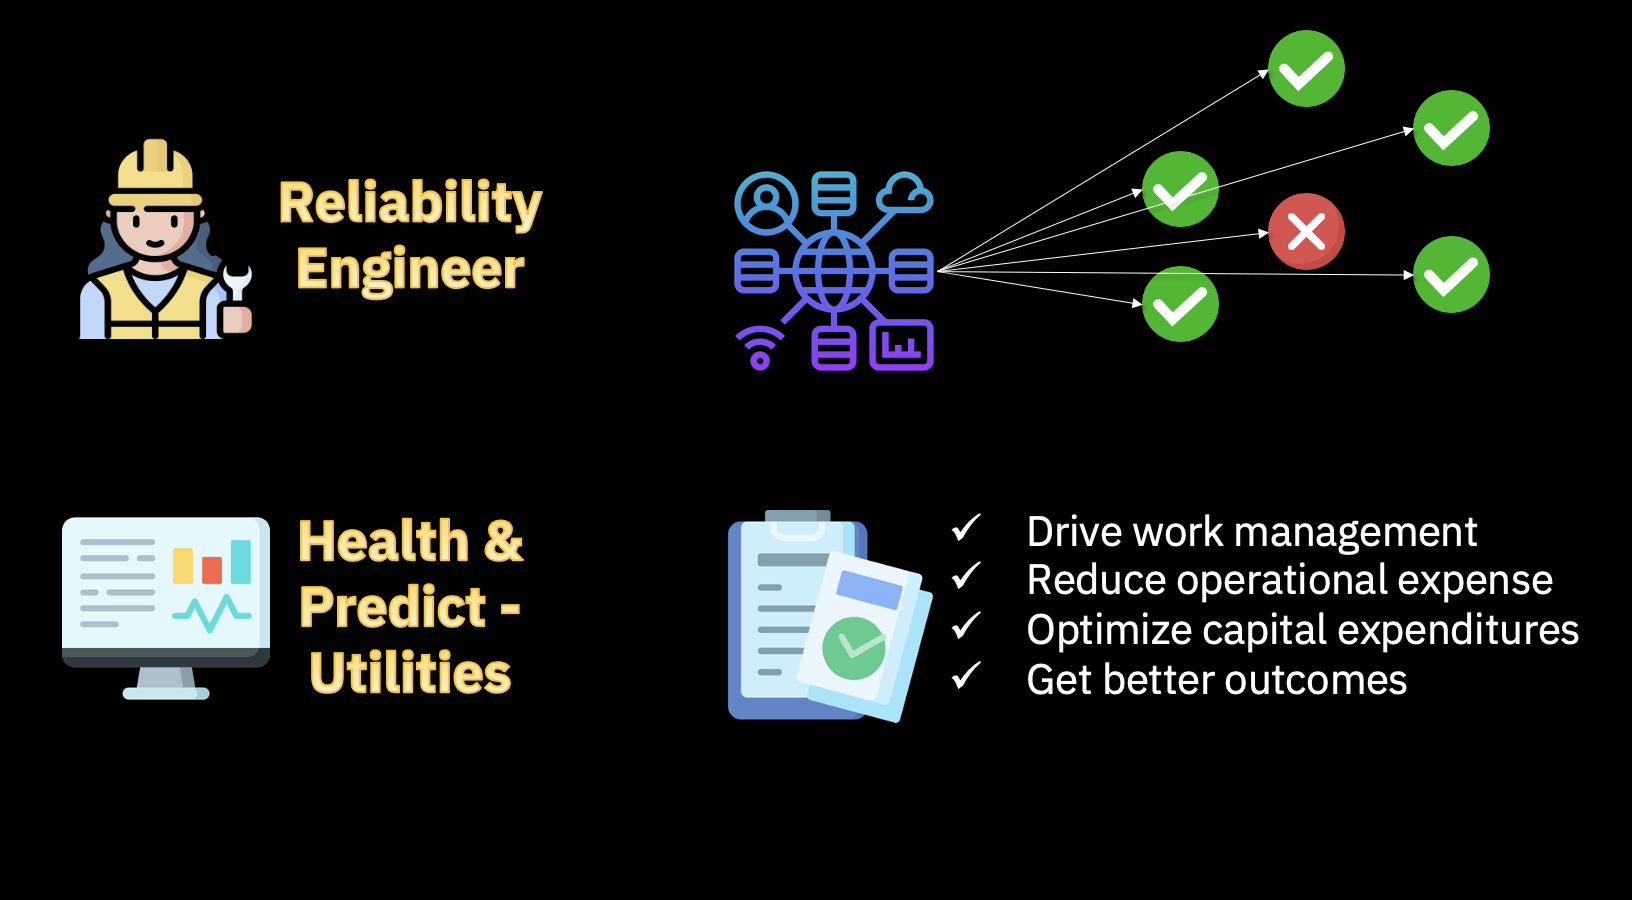 Reliability
Engineer
Health &
Predict -
Utilities
✓ Drive work management
✓ Reduce operational expense
✓ Optimize capital expenditures
✓ Get better outcomes